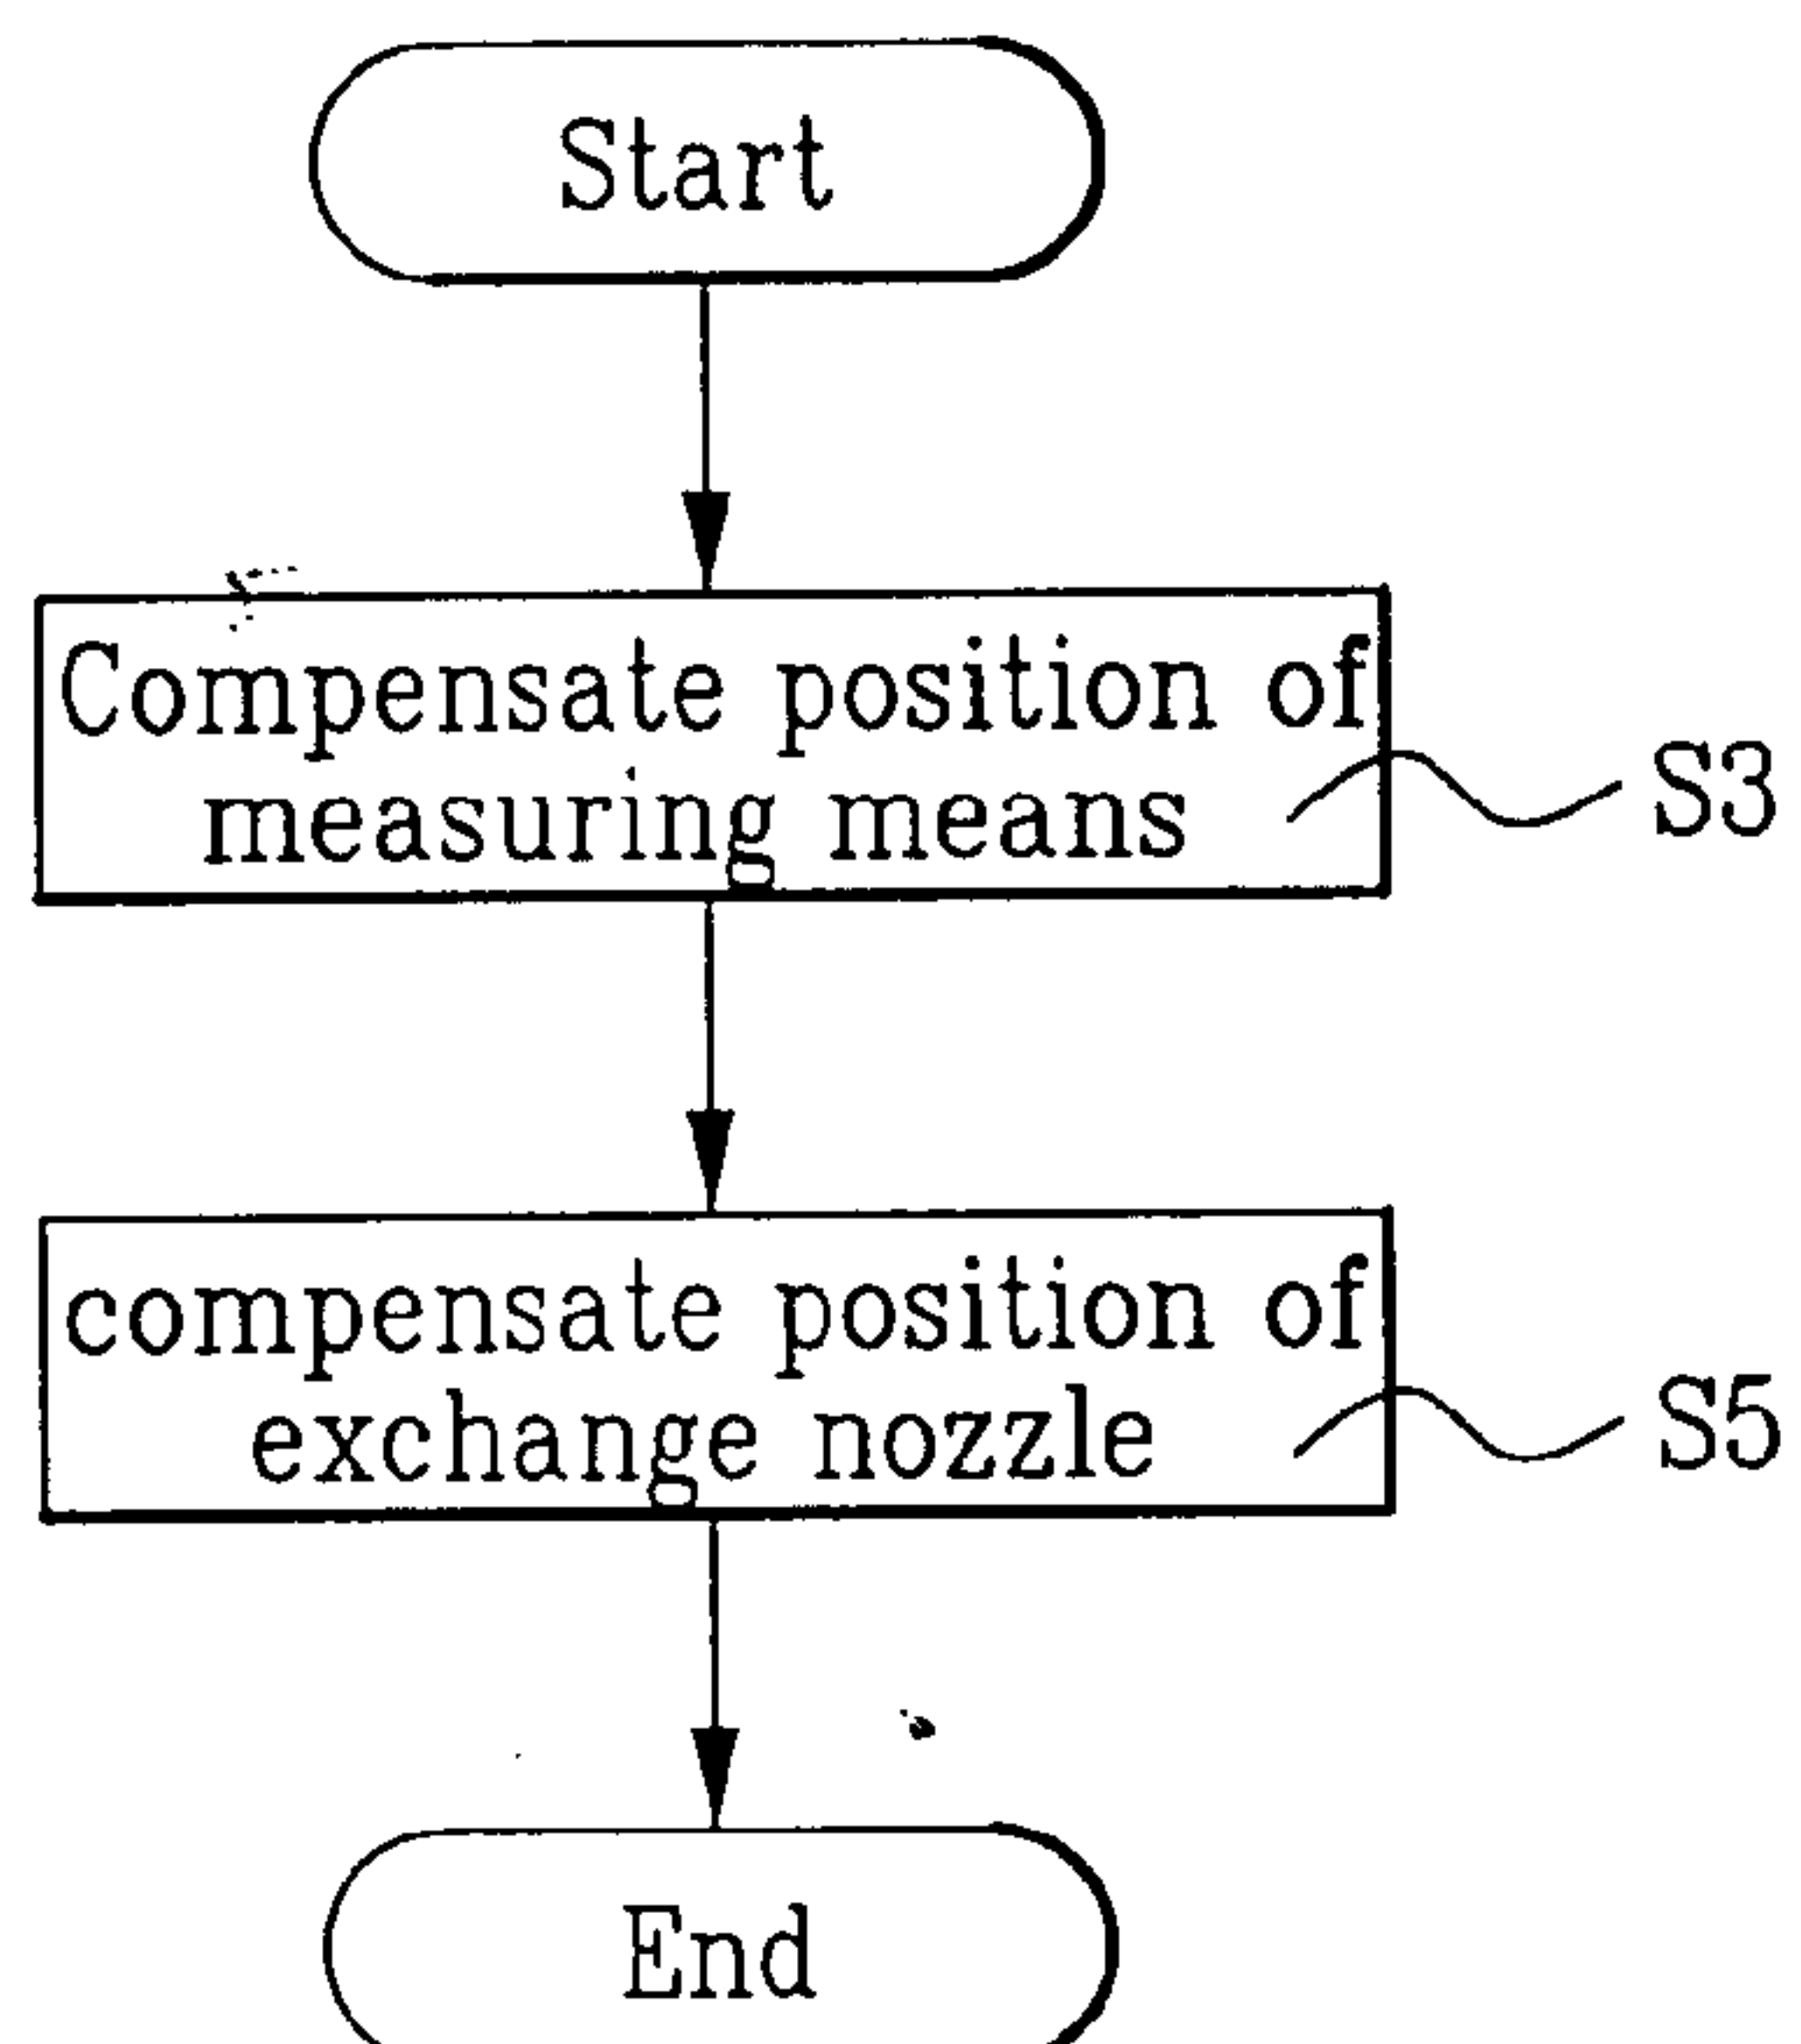 Start
Compensate position of
measuring means
S3
compensate position of
exchange nozzle
S5
End